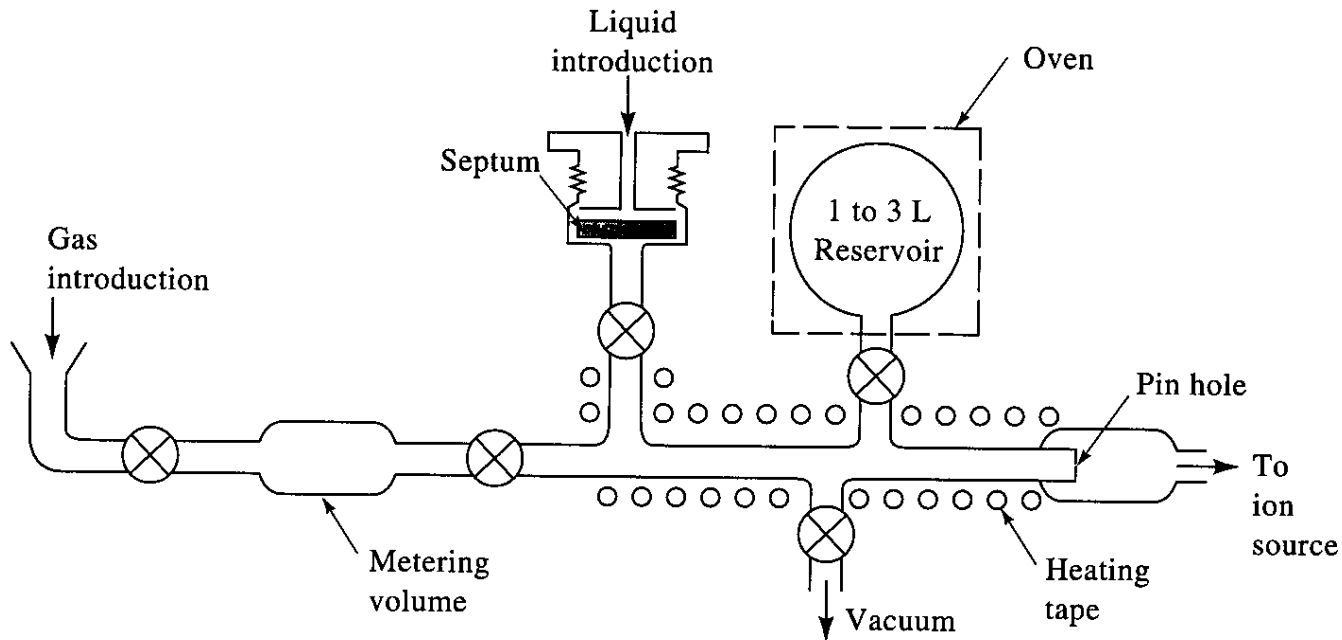 Liquid
introduction
Oven
Septum
1 to 3 L
Reservoir
Gas
introduction
Pin hole
To
ion
source
Metering
volume
Heating
tape
Vacuum